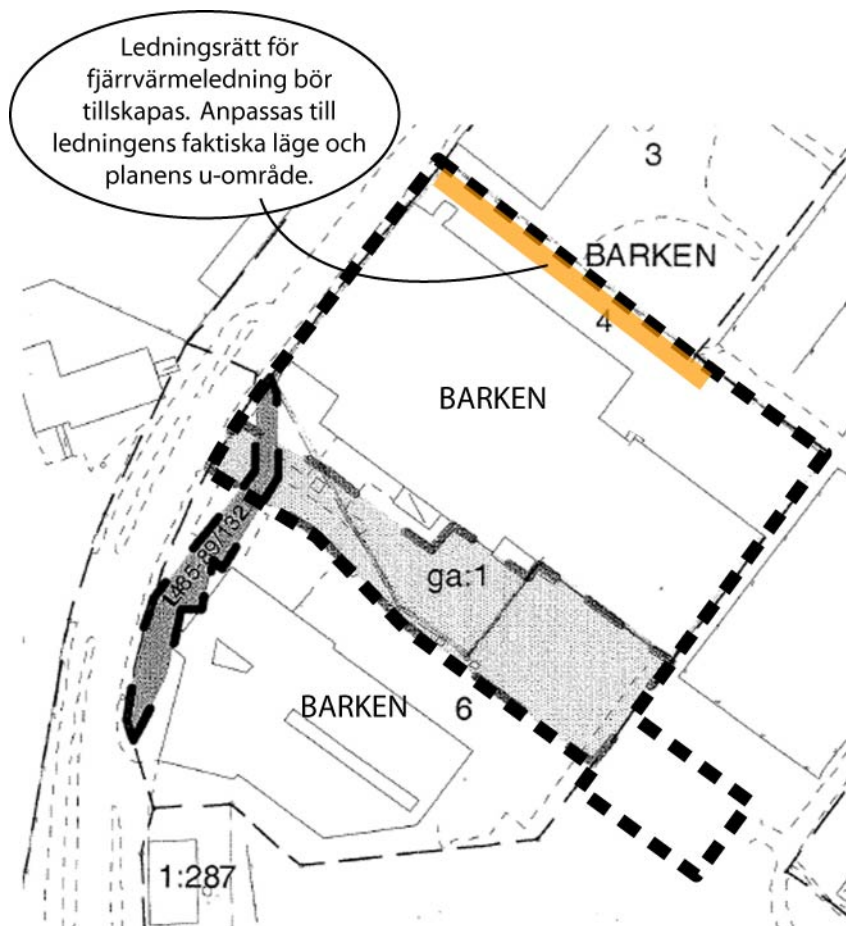 Ledningsrätt för
fjärrvärmeledning bör
tillskapas. Anpassas till
ledningens faktiska läge och
planens u-område.
3
BARKEN
4
BARKEN
L485-89/132
ga:1
BARKEN
6
1:287